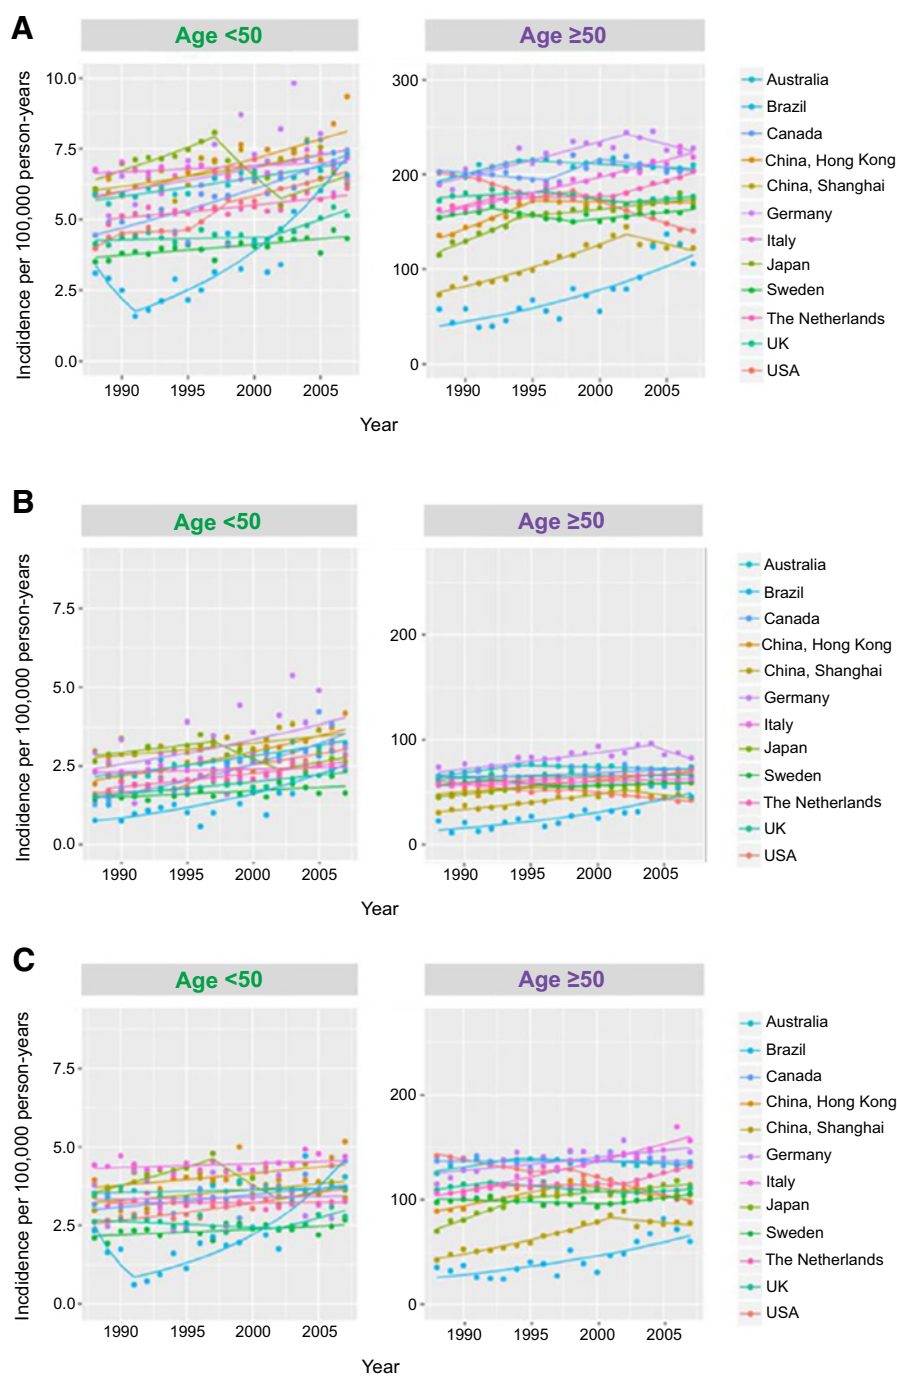 A
Age <50
Age ≥50
Incdidence per 100,000 person-years
10.0
7.5
5.0
2.5
0.0
1990
1995
2000
2005
300
200
100
0
1990
1995
2000
2005
Year
Australia
Brazil
Canada
China, Hong Kong
China, Shanghai
Germany
Italy
Japan
Sweden
The Netherlands
UK
USA
B
Age <50
Age ≥50
Incdidence per 100,000 person-years
7.5
5.0
2.5
0.0
1990
1995
2000
2005
200
100
0
1990
1995
2000
2005
Year
Australia
Brazil
Canada
China, Hong Kong
China, Shanghai
Germany
Italy
Japan
Sweden
The Netherlands
UK
USA
C
Age <50
Age ≥50
Incdidence per 100,000 person-years
7.5
5.0
2.5
0.0
1990
1995
2000
2005
200
100
0
1990
1995
2000
2005
Year
Australia
Brazil
Canada
China, Hong Kong
China, Shanghai
Germany
Italy
Japan
Sweden
The Netherlands
UK
USA